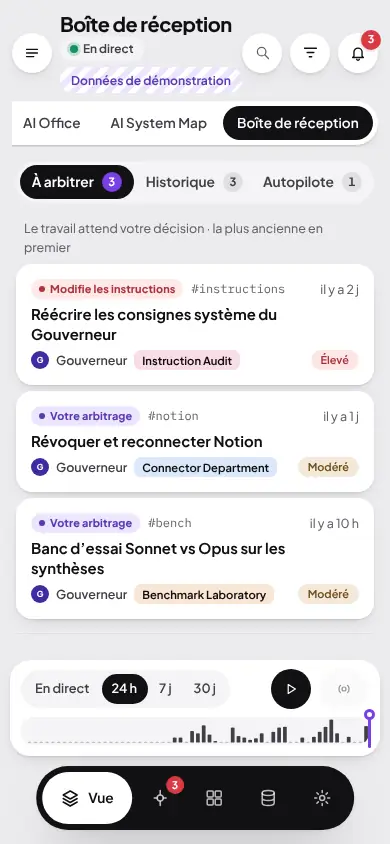 Boîte de réception
En direct
3
Données de démonstration
AI Office
AI System Map
Boîte de réception
À arbitrer 3
Historique 3
Autopilote 1
Le travail attend votre décision · la plus ancienne en
premier
Modifie les instructions #instructions il y a 2 j
Réécrire les consignes système du
Gouverneur
G Gouverneur Instruction Audit Élevé
Votre arbitrage #notion il y a 1 j
Révoquer et reconnecter Notion
G Gouverneur Connector Department Modéré
Votre arbitrage #bench il y a 10 h
Banc d’essai Sonnet vs Opus sur les
synthèses
G Gouverneur Benchmark Laboratory Modéré
En direct 24 h 7 j 30 j
Vue 3